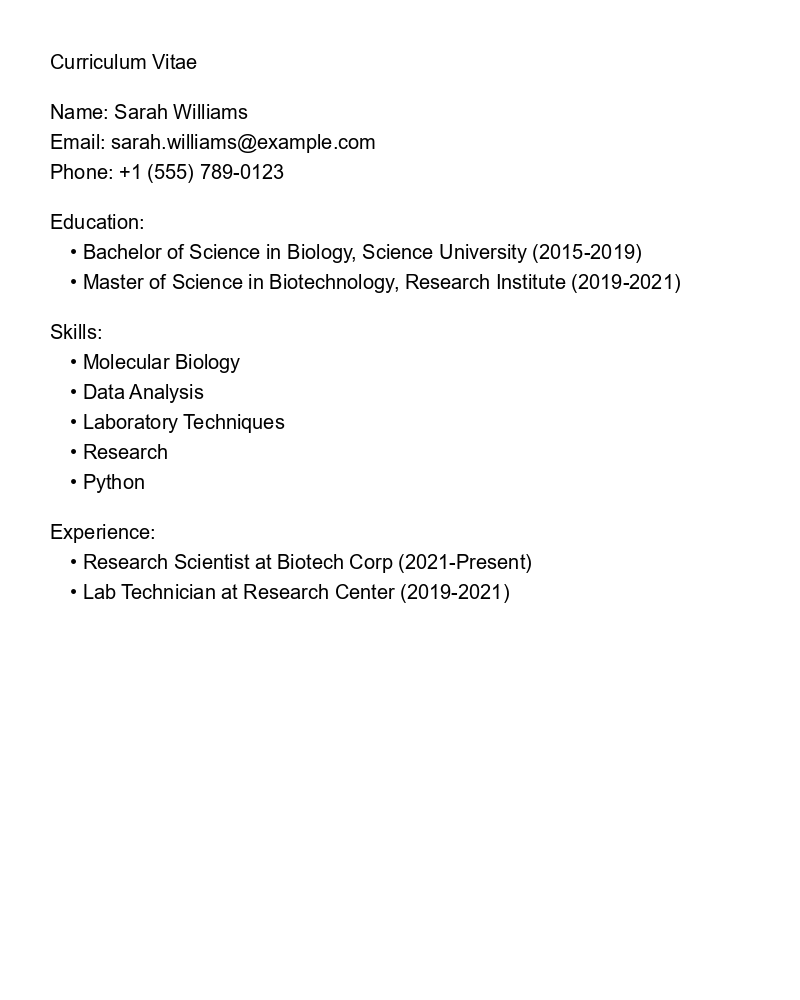 Curriculum Vitae
Name: Sarah Williams
Email: sarah.williams@example.com
Phone: +1 (555) 789-0123
Education:
• Bachelor of Science in Biology, Science University (2015-2019)
• Master of Science in Biotechnology, Research Institute (2019-2021)
Skills:
• Molecular Biology
• Data Analysis
• Laboratory Techniques
• Research
• Python
Experience:
• Research Scientist at Biotech Corp (2021-Present)
• Lab Technician at Research Center (2019-2021)